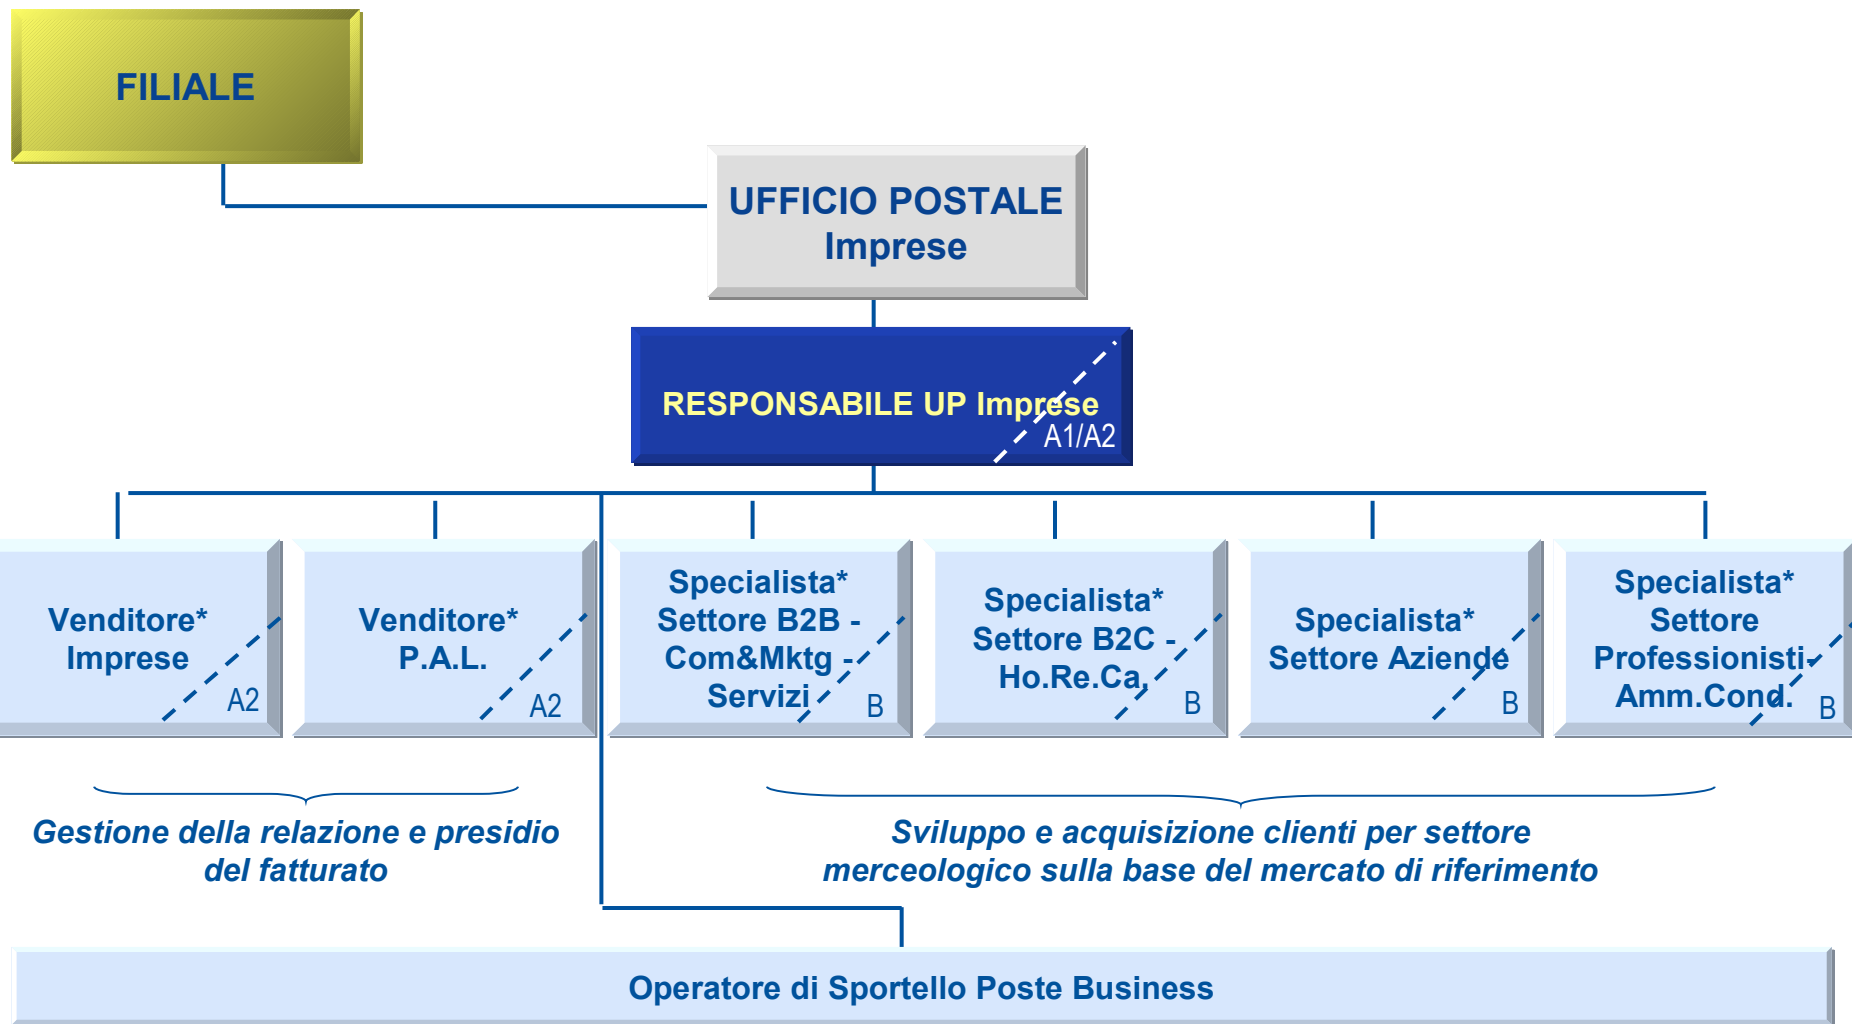 FILIALE
UFFICIO POSTALE
Imprese
RESPONSABILE UP Imprese
A1/A2
Venditore*
Imprese
A2
Venditore*
P.A.L.
A2
Specialista*
Settore B2B -
Com&Mktg -
Servizi
B
Specialista*
Settore B2C -
Ho.Re.Ca.
B
Specialista*
Settore Aziende
B
Specialista*
Settore
Professionisti-
Amm.Cond.
B
Gestione della relazione e presidio
del fatturato
Sviluppo e acquisizione clienti per settore
merceologico sulla base del mercato di riferimento
Operatore di Sportello Poste Business